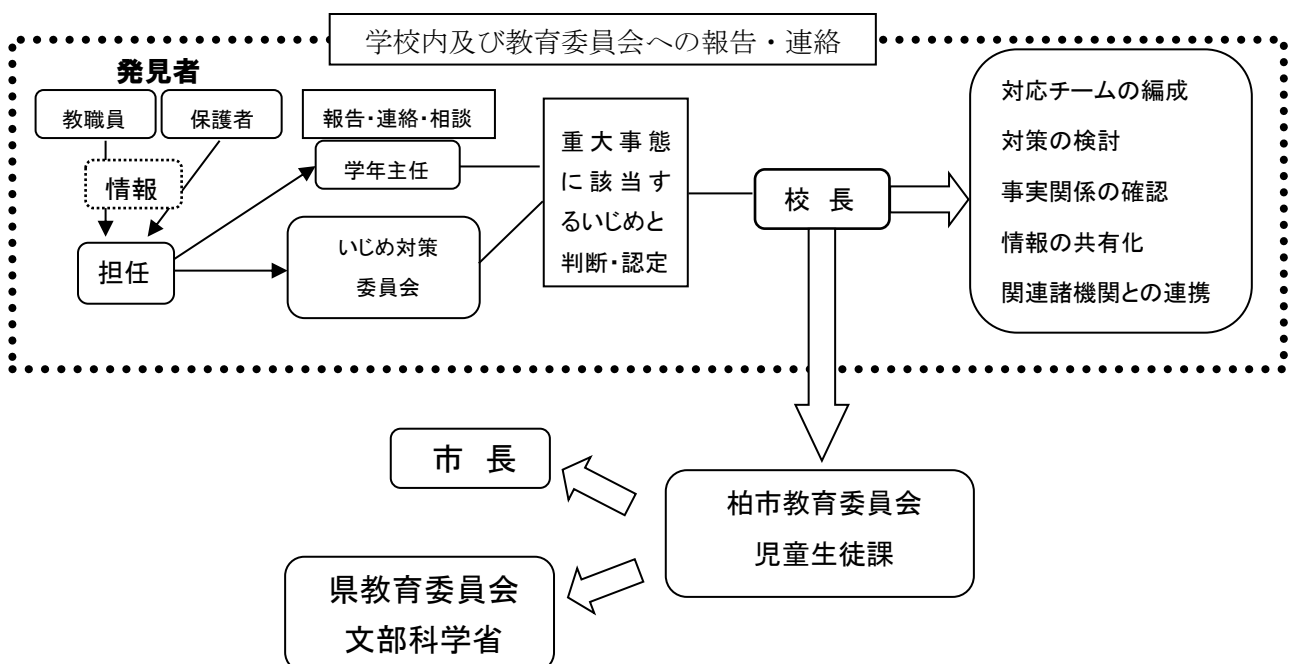 学校内及び教育委員会への報告・連絡
発見者
教職員
保護者
情報
担任
報告・連絡・相談
学年主任
いじめ対策
委員会
重大事態
に該当す
るいじめと
判断・認定
校 長
対応チームの編成
対策の検討
事実関係の確認
情報の共有化
関連諸機関との連携
市 長
柏市教育委員会
児童生徒課
県教育委員会
文部科学省